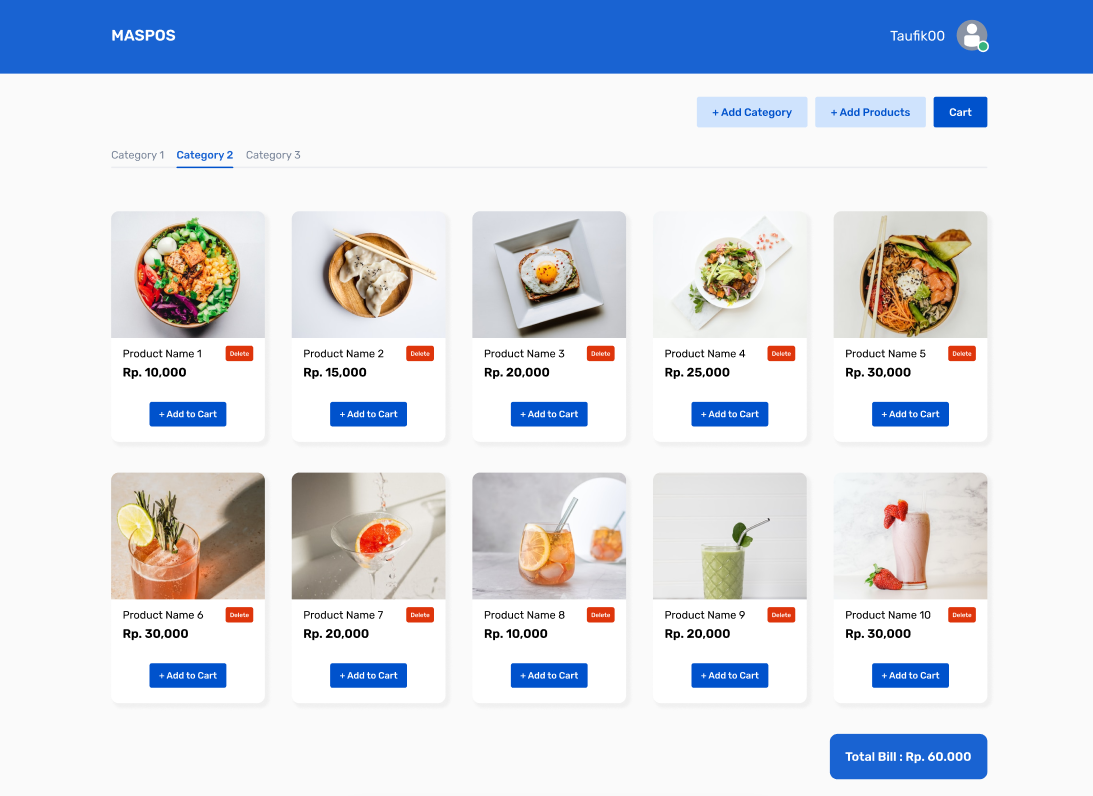 MASPOS
Taufik00
+ Add Category
+ Add Products
Cart
Category 1
Category 2
Category 3
Product Name 1
Delete
Rp. 10,000
+ Add to Cart
Product Name 2
Delete
Rp. 15,000
+ Add to Cart
Product Name 3
Delete
Rp. 20,000
+ Add to Cart
Product Name 4
Delete
Rp. 25,000
+ Add to Cart
Product Name 5
Delete
Rp. 30,000
+ Add to Cart
Product Name 6
Delete
Rp. 30,000
+ Add to Cart
Product Name 7
Delete
Rp. 20,000
+ Add to Cart
Product Name 8
Delete
Rp. 10,000
+ Add to Cart
Product Name 9
Delete
Rp. 20,000
+ Add to Cart
Product Name 10
Delete
Rp. 30,000
+ Add to Cart
Total Bill : Rp. 60.000